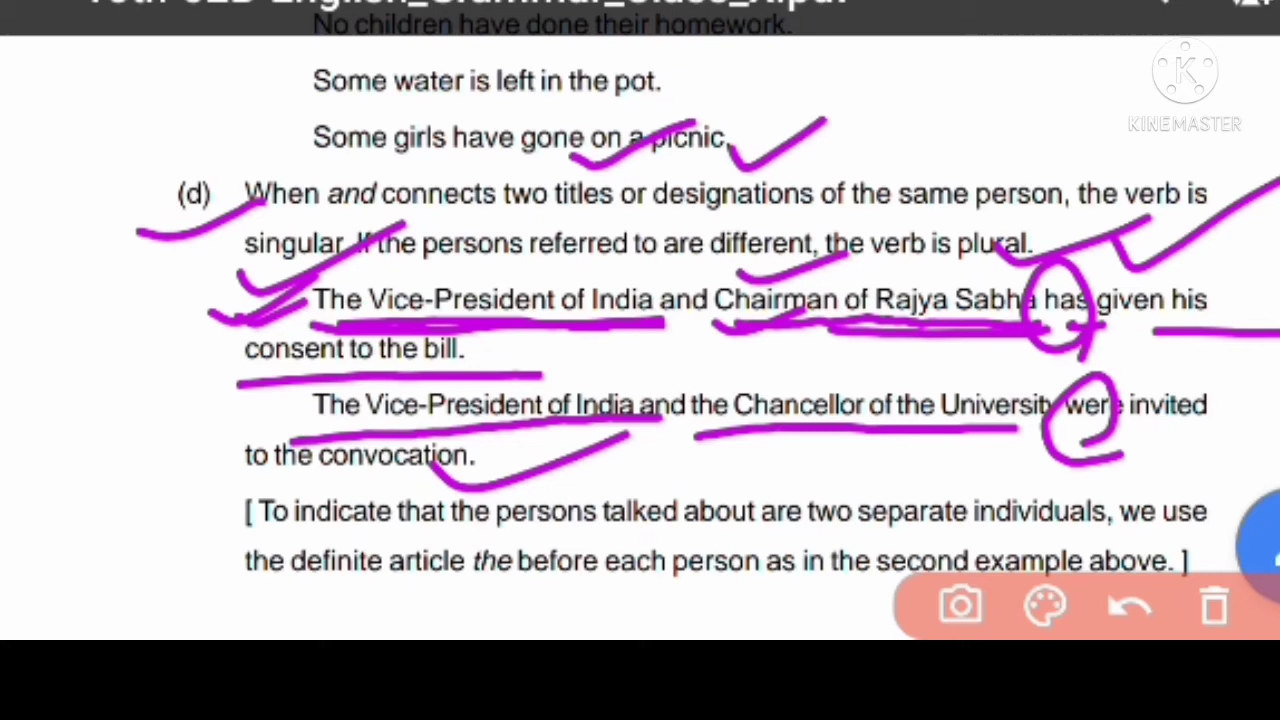 No children have done their homework.
KINEMASTER
Some water is left in the pot.
Some girls have gone on a picnic.
(d) When and connects two titles or designations of the same person, the verb is
singular. If the persons referred to are different, the verb is plural.
The Vice-President of India and Chairman of Rajya Sabha has given his
consent to the bill.
The Vice-President of India and the Chancellor of the University were invited
to the convocation.
[ To indicate that the persons talked about are two separate individuals, we use
the definite article the before each person as in the second example above. ]